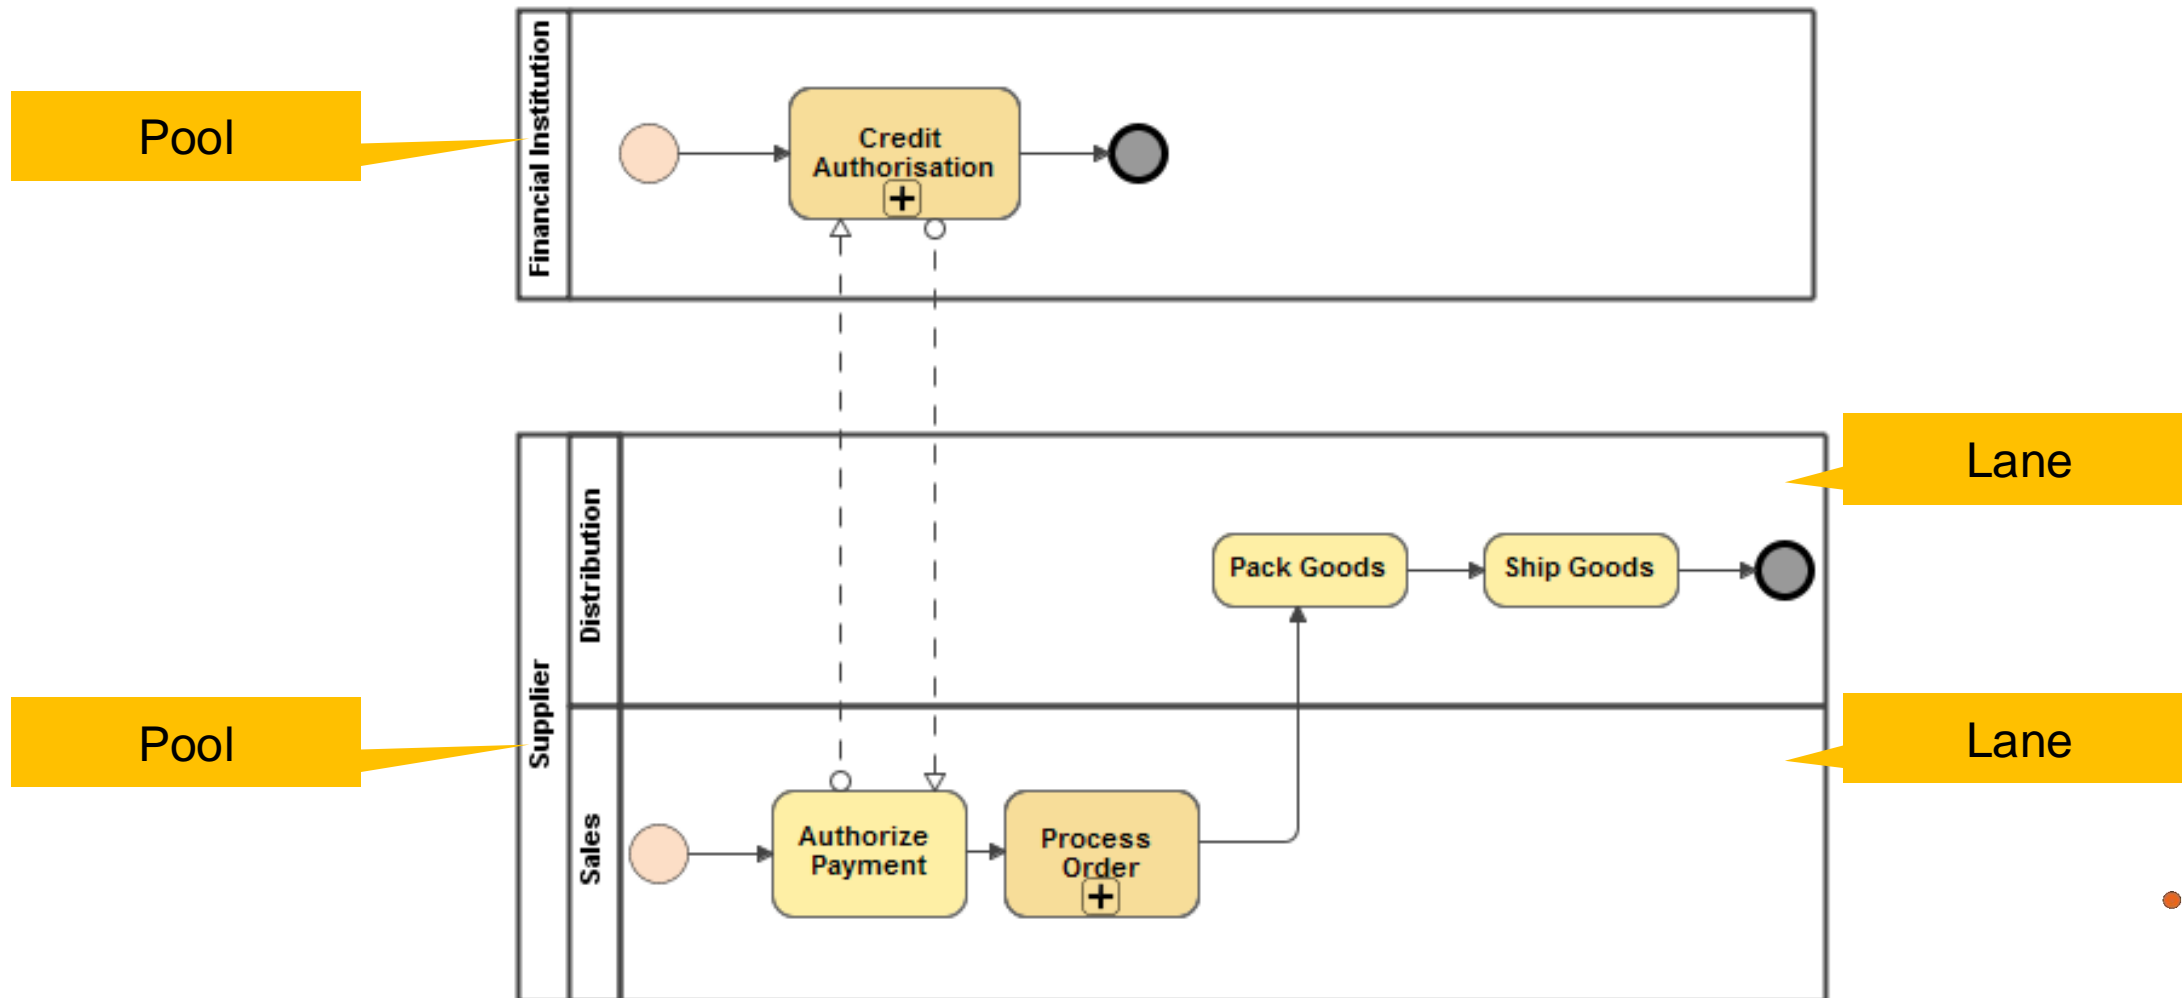 Pool
Financial Institution
Credit
Authorisation
Lane
Distribution
Pack Goods
Ship Goods
Pool
Supplier
Lane
Sales
Authorize
Payment
Process
Order